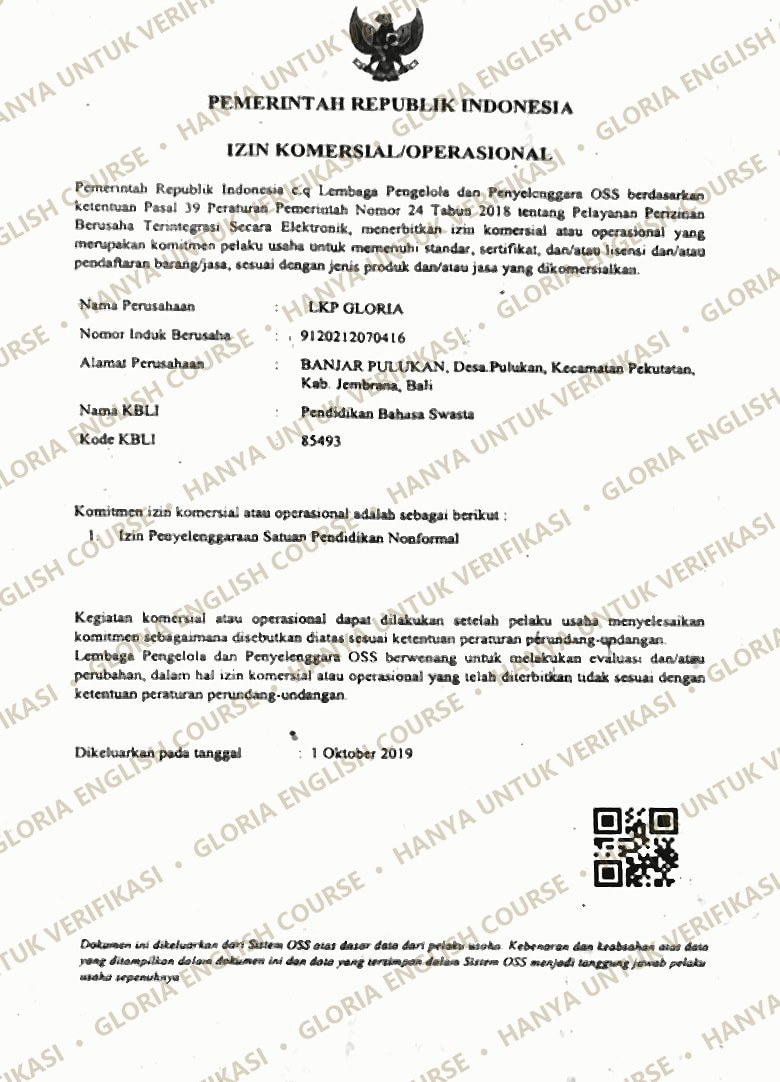 PEMERINTAH REPUBLIK INDONESIA
IZIN KOMERSIAL/OPERASIONAL
Pemerintah Republik Indonesia c.q Lembaga Pengelola dan Penyelenggara OSS berdasarkan
ketentuan Pasal 39 Peraturan Pemerintah Nomor 24 Tahun 2018 tentang Pelayanan Perizinan
Berusaha Terintegrasi Secara Elektronik, menerbitkan izin komersial atau operasional yang
merupakan komitmen pelaku usaha untuk memenuhi standar, sertifikat, dan/atau lisensi dan/atau
pendaftaran barang/jasa, sesuai dengan jenis produk dan/atau jasa yang dikomersialkan.
Nama Perusahaan : LKP GLORIA
Nomor Induk Berusaha : 9120212070416
Alamat Perusahaan : BANJAR PULUKAN, Desa.Pulukan, Kecamatan Pekutatan,
Kab. Jembrana, Bali
Nama KBLI : Pendidikan Bahasa Swasta
Kode KBLI : 85493
Komitmen izin komersial atau operasional adalah sebagai berikut :
1. Izin Penyelenggaraan Satuan Pendidikan Nonformal
Kegiatan komersial atau operasional dapat dilakukan setelah pelaku usaha menyelesaikan
komitmen sebagaimana disebutkan diatas sesuai ketentuan peraturan perundang-undangan.
Lembaga Pengelola dan Penyelenggara OSS berwenang untuk melakukan evaluasi dan/atau
perubahan, dalam hal izin komersial atau operasional yang telah diterbitkan tidak sesuai dengan
ketentuan peraturan perundang-undangan.
Dikeluarkan pada tanggal : 1 Oktober 2019
Dokumen ini dikeluarkan dari Sistem OSS atas dasar data dari pelaku usaha. Kebenaran dan keabsahan atas data
yang ditampilkan dalam dokumen ini dan data yang tersimpan dalam Sistem OSS menjadi tanggung jawab pelaku
usaha sepenuhnya
GLORIA ENGLISH COURSE • HANYA UNTUK VERIFIKASI